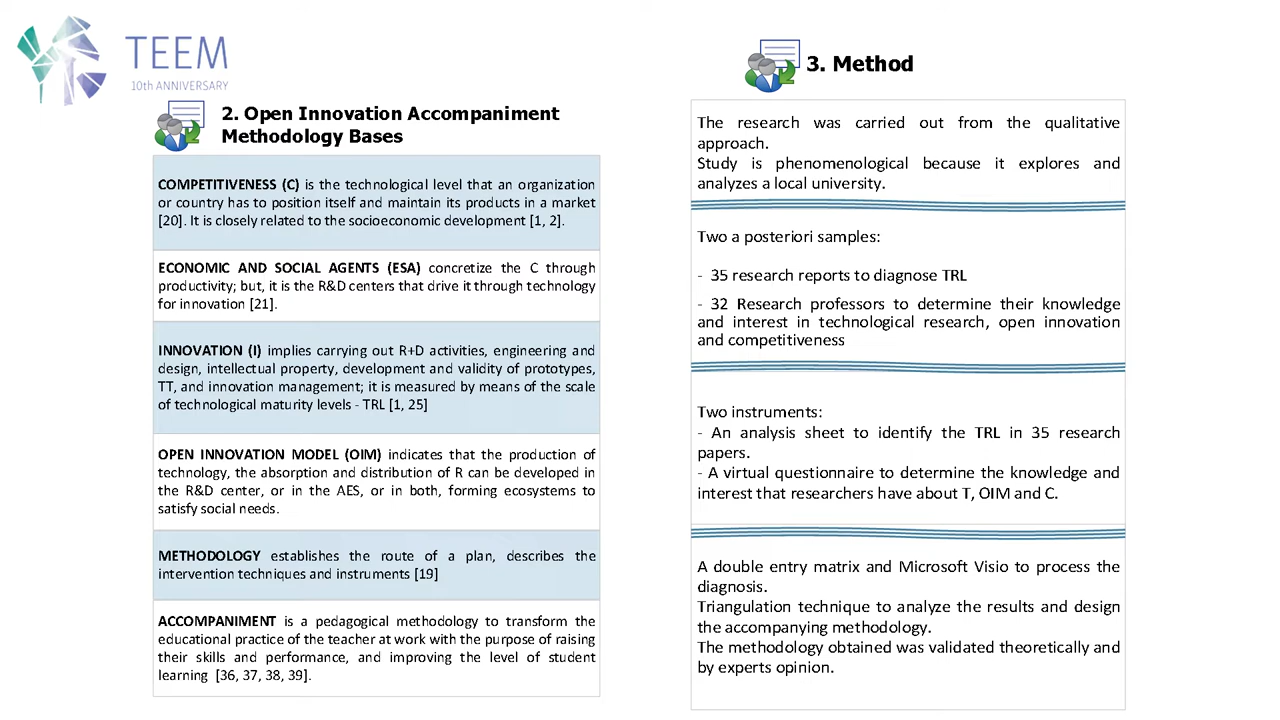 TEEM
10th ANNIVERSARY
2. Open Innovation Accompaniment
Methodology Bases
COMPETITIVENESS (C) is the technological level that an organization
or country has to position itself and maintain its products in a market
[20]. It is closely related to the socioeconomic development [1, 2].
ECONOMIC AND SOCIAL AGENTS (ESA) concretize the C through
productivity; but, it is the R&D centers that drive it through technology
for innovation [21].
INNOVATION (I) implies carrying out R+D activities, engineering and
design, intellectual property, development and validity of prototypes,
TT, and innovation management; it is measured by means of the scale
of technological maturity levels - TRL [1, 25]
OPEN INNOVATION MODEL (OIM) indicates that the production of
technology, the absorption and distribution of R can be developed in
the R&D center, or in the AES, or in both, forming ecosystems to
satisfy social needs.
METHODOLOGY establishes the route of a plan, describes the
intervention techniques and instruments [19]
ACCOMPANIMENT is a pedagogical methodology to transform the
educational practice of the teacher at work with the purpose of raising
their skills and performance, and improving the level of student
learning [36, 37, 38, 39].
3. Method
The research was carried out from the qualitative
approach.
Study is phenomenological because it explores and
analyzes a local university.
Two a posteriori samples:
- 35 research reports to diagnose TRL
- 32 Research professors to determine their knowledge
and interest in technological research, open innovation
and competitiveness
Two instruments:
- An analysis sheet to identify the TRL in 35 research
papers.
- A virtual questionnaire to determine the knowledge and
interest that researchers have about T, OIM and C.
A double entry matrix and Microsoft Visio to process the
diagnosis.
Triangulation technique to analyze the results and design
the accompanying methodology.
The methodology obtained was validated theoretically and
by experts opinion.